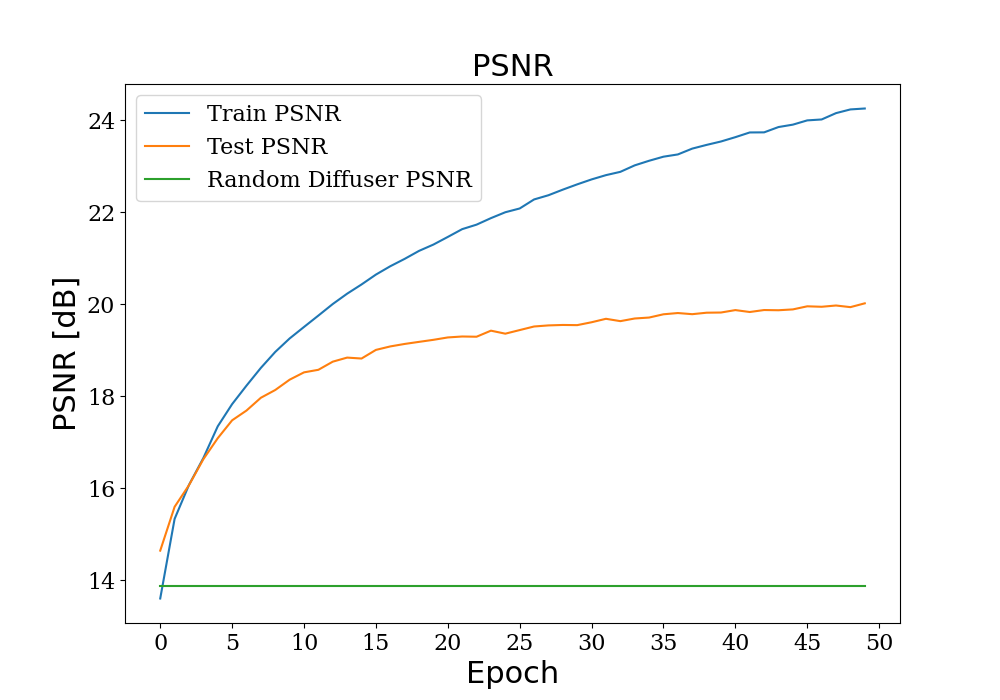 PSNR
Train PSNR
Test PSNR
Random Diffuser PSNR
PSNR [dB]
24
22
20
18
16
14
0 5 10 15 20 25 30 35 40 45 50
Epoch